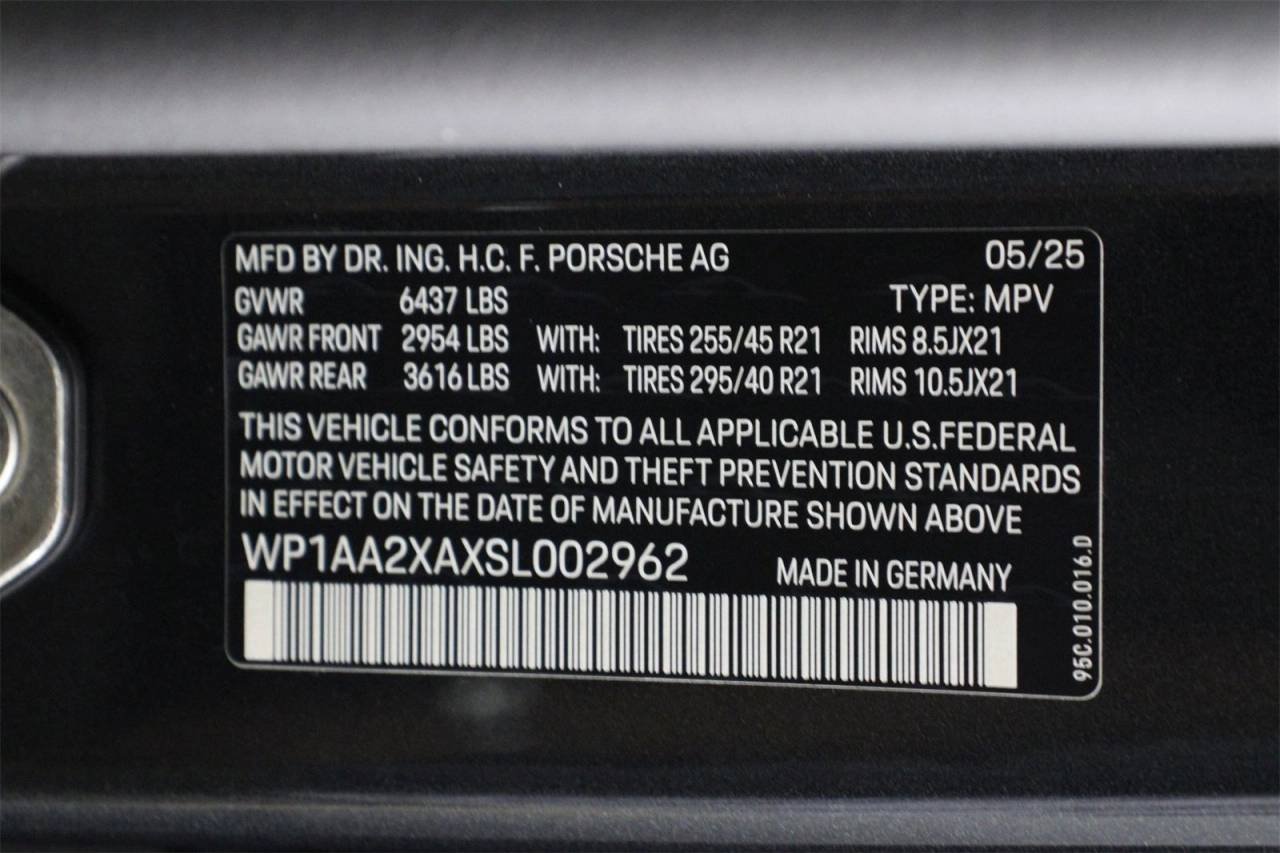 MFD BY DR. ING. H.C. F. PORSCHE AG 05/25
GVWR 6437 LBS TYPE: MPV
GAWR FRONT 2954 LBS WITH: TIRES 255/45 R21 RIMS 8.5JX21
GAWR REAR 3616 LBS WITH: TIRES 295/40 R21 RIMS 10.5JX21
THIS VEHICLE CONFORMS TO ALL APPLICABLE U.S.FEDERAL
MOTOR VEHICLE SAFETY AND THEFT PREVENTION STANDARDS
IN EFFECT ON THE DATE OF MANUFACTURE SHOWN ABOVE
WP1AA2XAXSL002962 MADE IN GERMANY
95C.010.016.D